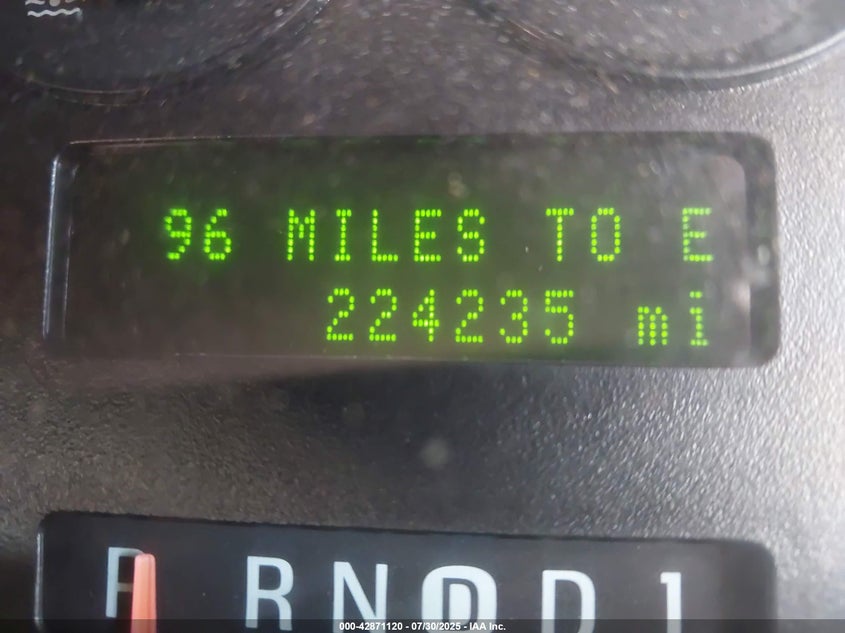 96 MILES TO E
224235 mi
P R N D D 1
000-42871120 - 07/30/2025 - IAA Inc.